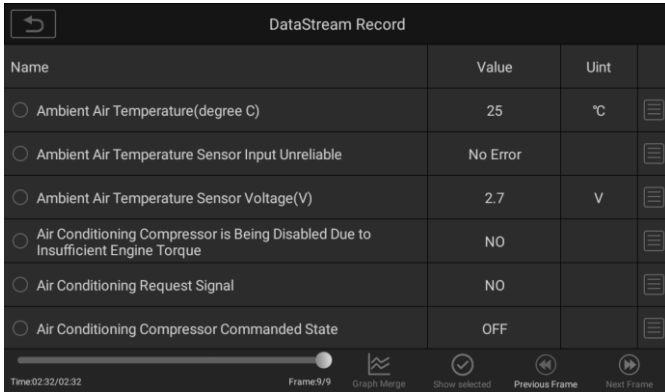 DataStream Record
Name Value Uint
Ambient Air Temperature(degree C) 25 ℃
Ambient Air Temperature Sensor Input Unreliable No Error
Ambient Air Temperature Sensor Voltage(V) 2.7 V
Air Conditioning Compressor is Being Disabled Due to
Insufficient Engine Torque NO
Air Conditioning Request Signal NO
Air Conditioning Compressor Commanded State OFF
Time:02:32/02:32 Frame:9/9 Graph Merge Show selected Previous Frame Next Frame